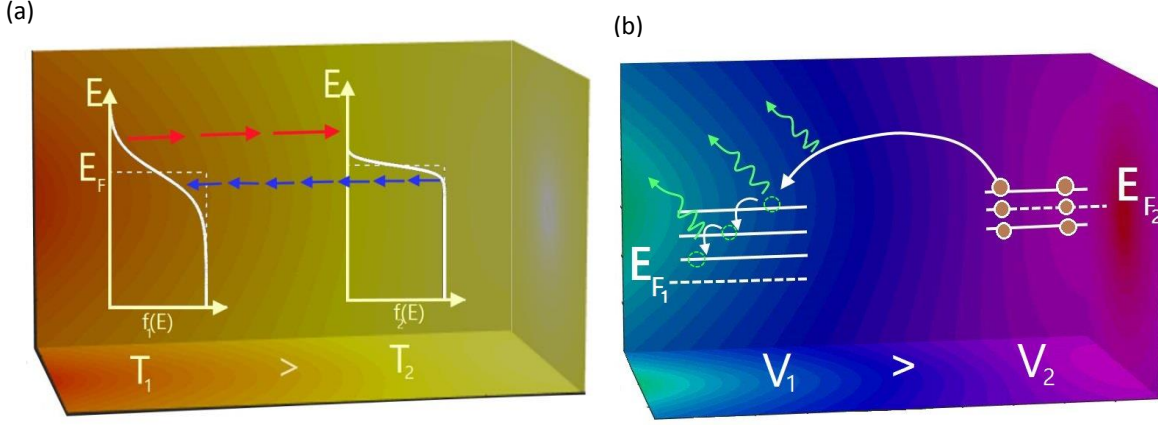 (a)
E
E_F
f_1(E)
E
f_2(E)
T_1 > T_2
(b)
E_F_1
E_F_2
V_1 > V_2